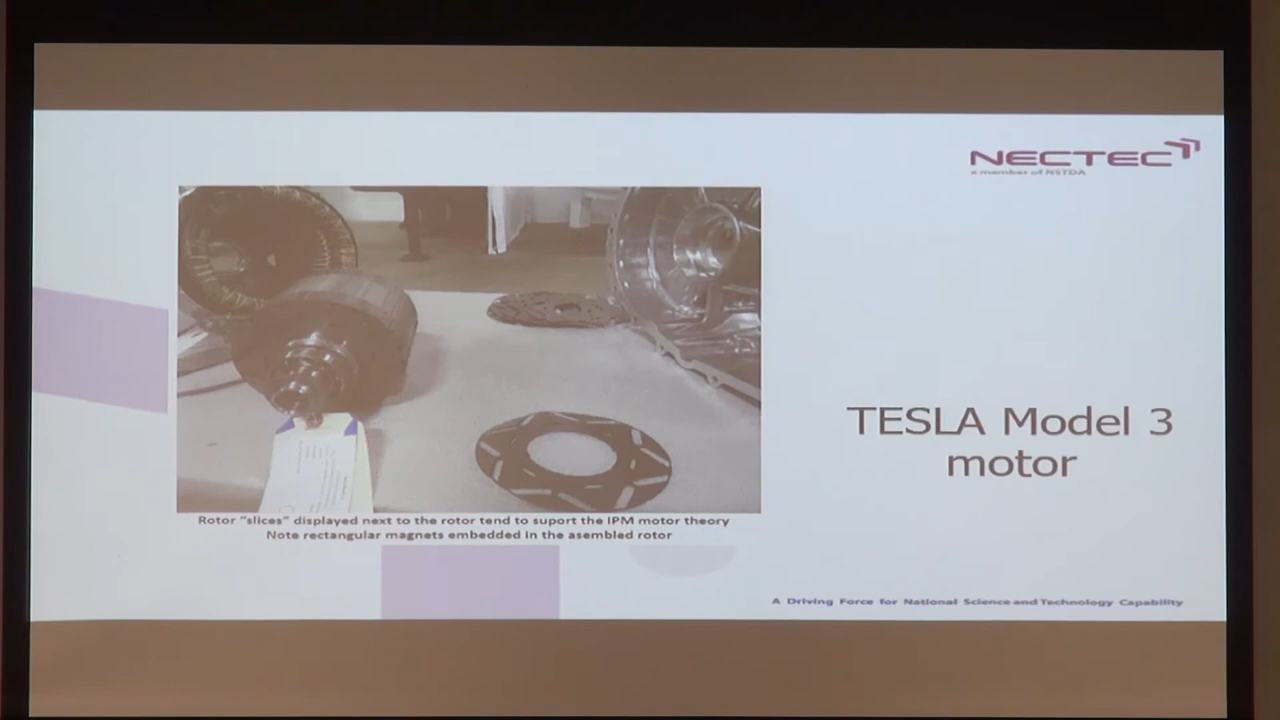 NECTEC
a member of NSTDA
TESLA Model 3
motor
Rotor “slices” displayed next to the rotor tend to suport the IPM motor theory
Note rectangular magnets embedded in the asembled rotor
A Driving Force for National Science and Technology Capability